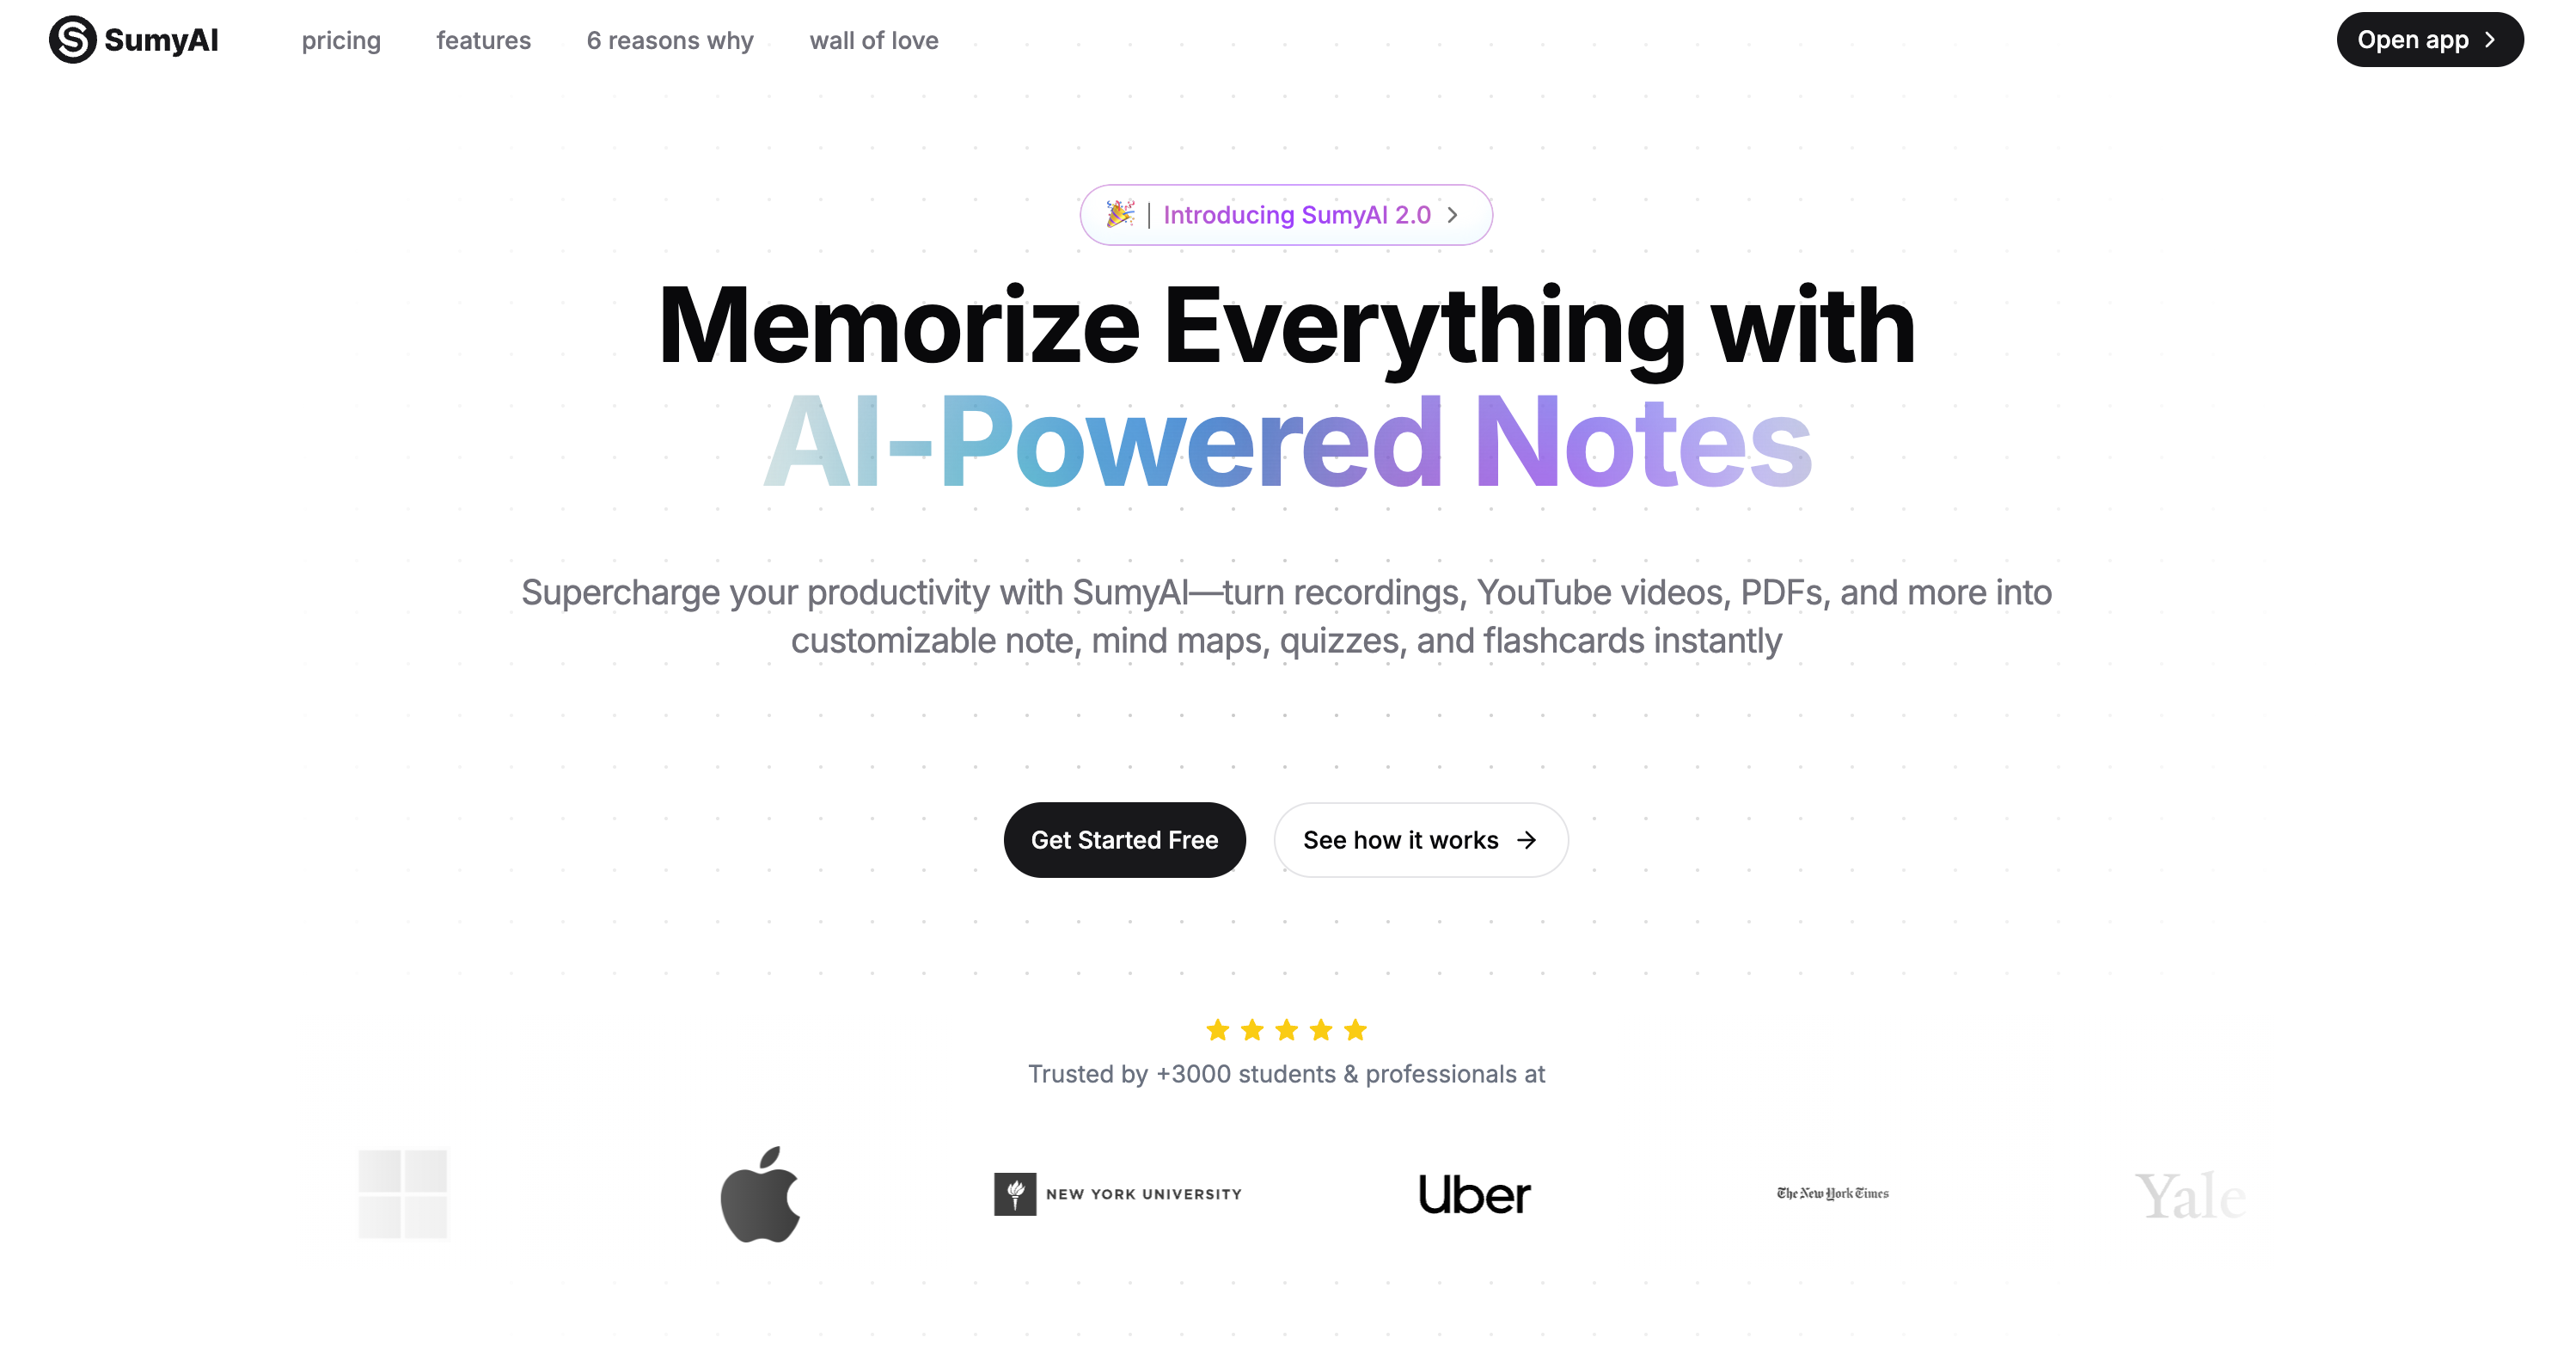 SumyAI
pricing
features
6 reasons why
wall of love
Open app
Introducing SumyAI 2.0
Memorize Everything with
AI-Powered Notes
Supercharge your productivity with SumyAI—turn recordings, YouTube videos, PDFs, and more into
customizable note, mind maps, quizzes, and flashcards instantly
Get Started Free
See how it works
Trusted by +3000 students & professionals at
NEW YORK UNIVERSITY
Uber
The New York Times
Yale